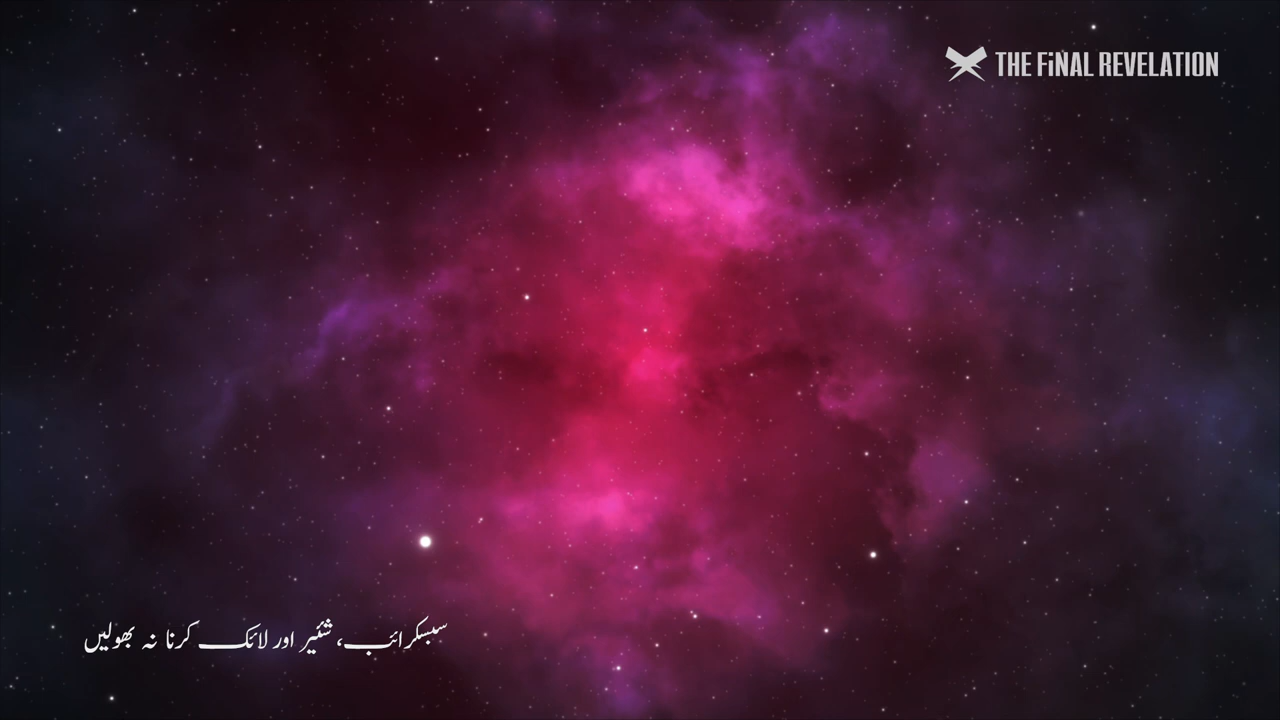 THE FiNAL REVELATION
سبسکرائب، شئیر اور لائک کرنا نہ بھولیں